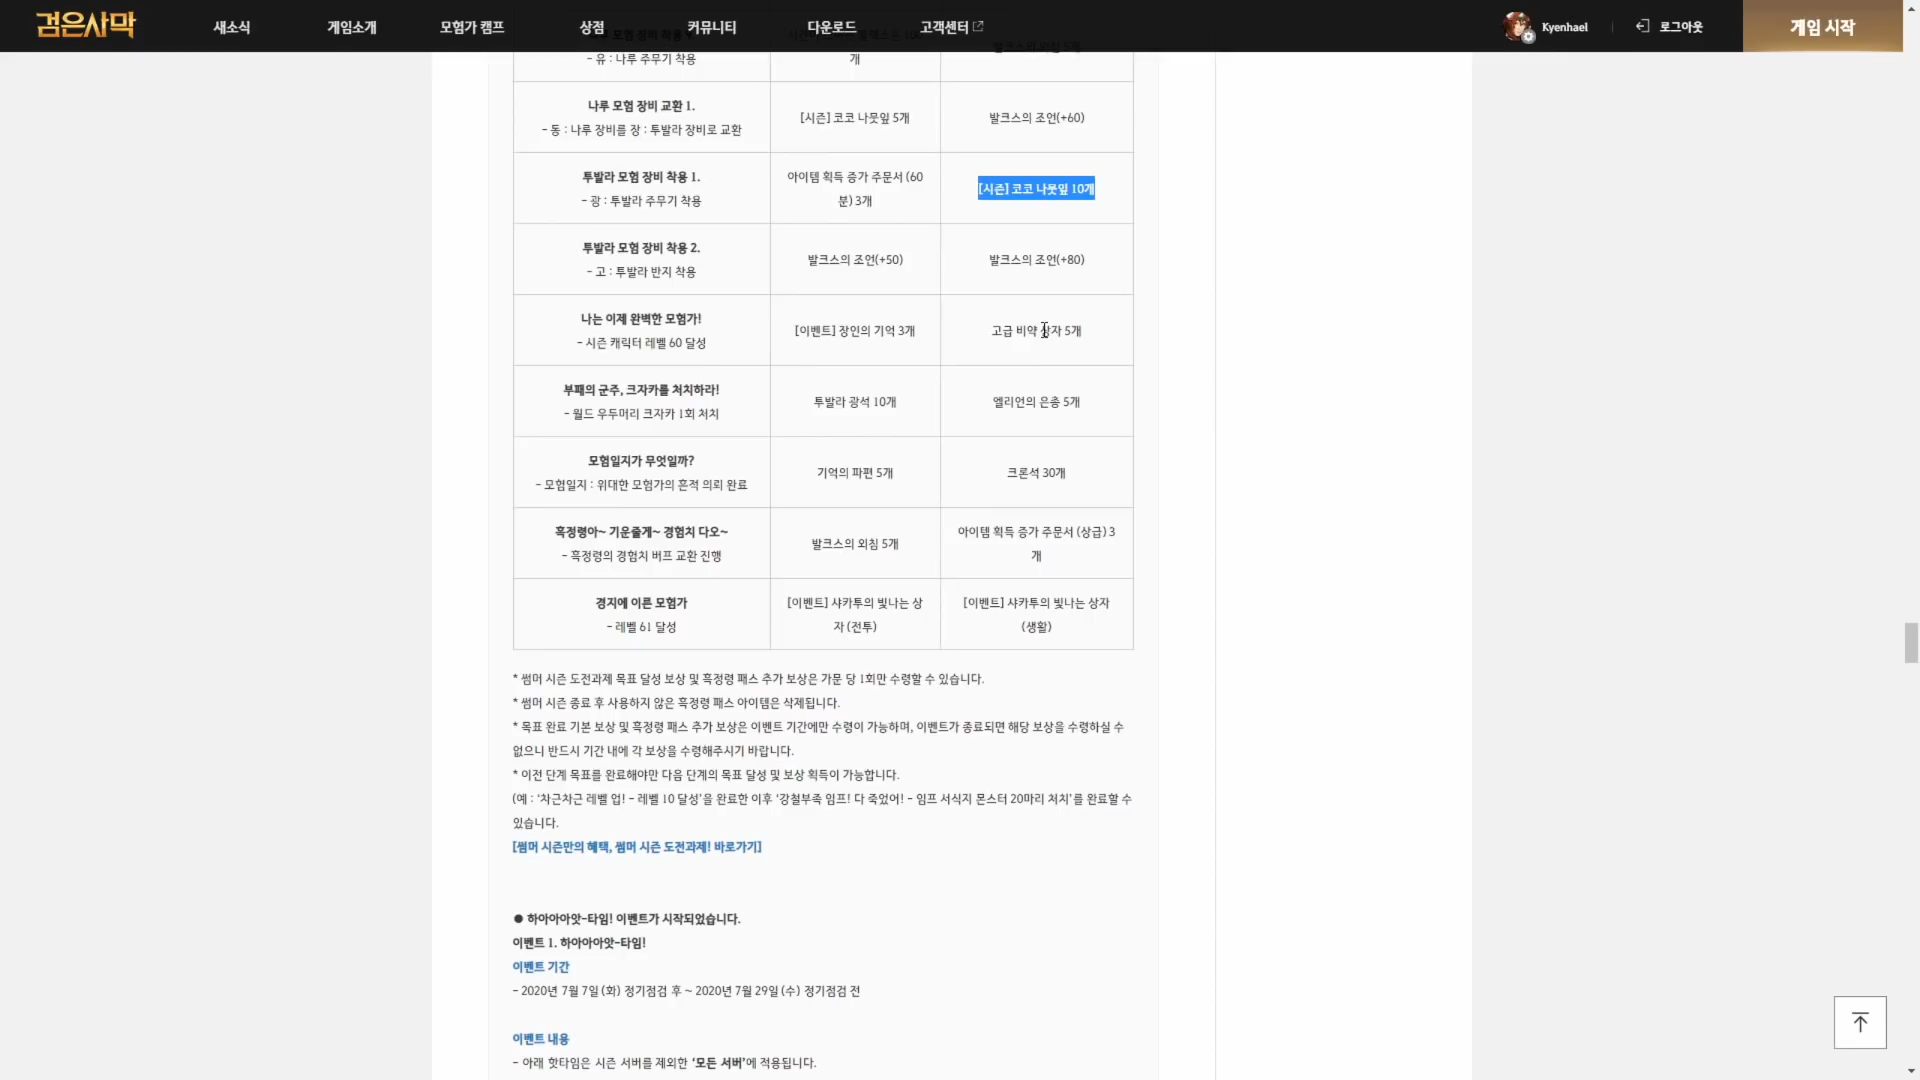 검은사막
새소식
게임소개
모험가 캠프
상점
커뮤니티
다운로드
고객센터
Kyenhael
로그아웃
게임 시작
- 유 : 나루 주무기 착용
개
나루 모험 장비 교환 1.
- 동 : 나루 장비를 장 : 투발라 장비로 교환
[시즌] 코코 나뭇잎 5개
발크스의 조언(+60)
투발라 모험 장비 착용 1.
- 광 : 투발라 주무기 착용
아이템 획득 증가 주문서 (60
분) 3개
[시즌] 코코 나뭇잎 10개
투발라 모험 장비 착용 2.
- 고 : 투발라 반지 착용
발크스의 조언(+50)
발크스의 조언(+80)
나는 이제 완벽한 모험가!
- 시즌 캐릭터 레벨 60 달성
[이벤트] 장인의 기억 3개
고급 비약 상자 5개
부패의 군주, 크자카를 처치하라!
- 월드 우두머리 크자카 1회 처치
투발라 광석 10개
엘리언의 은총 5개
모험일지가 무엇일까?
- 모험일지 : 위대한 모험가의 흔적 의뢰 완료
기억의 파편 5개
크론석 30개
흑정령아~ 기운줄게~ 경험치 다오~
- 흑정령의 경험치 버프 교환 진행
발크스의 외침 5개
아이템 획득 증가 주문서 (상급) 3
개
경지에 이른 모험가
- 레벨 61 달성
[이벤트] 샤카투의 빛나는 상
자 (전투)
[이벤트] 샤카투의 빛나는 상자
(생활)
* 썸머 시즌 도전과제 목표 달성 보상 및 흑정령 패스 추가 보상은 가문 당 1회만 수령할 수 있습니다.
* 썸머 시즌 종료 후 사용하지 않은 흑정령 패스 아이템은 삭제됩니다.
* 목표 완료 기본 보상 및 흑정령 패스 추가 보상은 이벤트 기간에만 수령이 가능하며, 이벤트가 종료되면 해당 보상을 수령하실 수
없으니 반드시 기간 내에 각 보상을 수령해주시기 바랍니다.
* 이전 단계 목표를 완료해야만 다음 단계의 목표 달성 및 보상 획득이 가능합니다.
(예 : ‘차근차근 레벨 업! - 레벨 10 달성’을 완료한 이후 ‘강철부족 임프! 다 죽었어! - 임프 서식지 몬스터 20마리 처치’를 완료할 수
있습니다.
[썸머 시즌만의 혜택, 썸머 시즌 도전과제! 바로가기]
● 하아아아앗-타임! 이벤트가 시작되었습니다.
이벤트 1. 하아아아앗-타임!
이벤트 기간
- 2020년 7월 7일 (화) 정기점검 후 ~ 2020년 7월 29일 (수) 정기점검 전
이벤트 내용
- 아래 핫타임은 시즌 서버를 제외한 ‘모든 서버’에 적용됩니다.